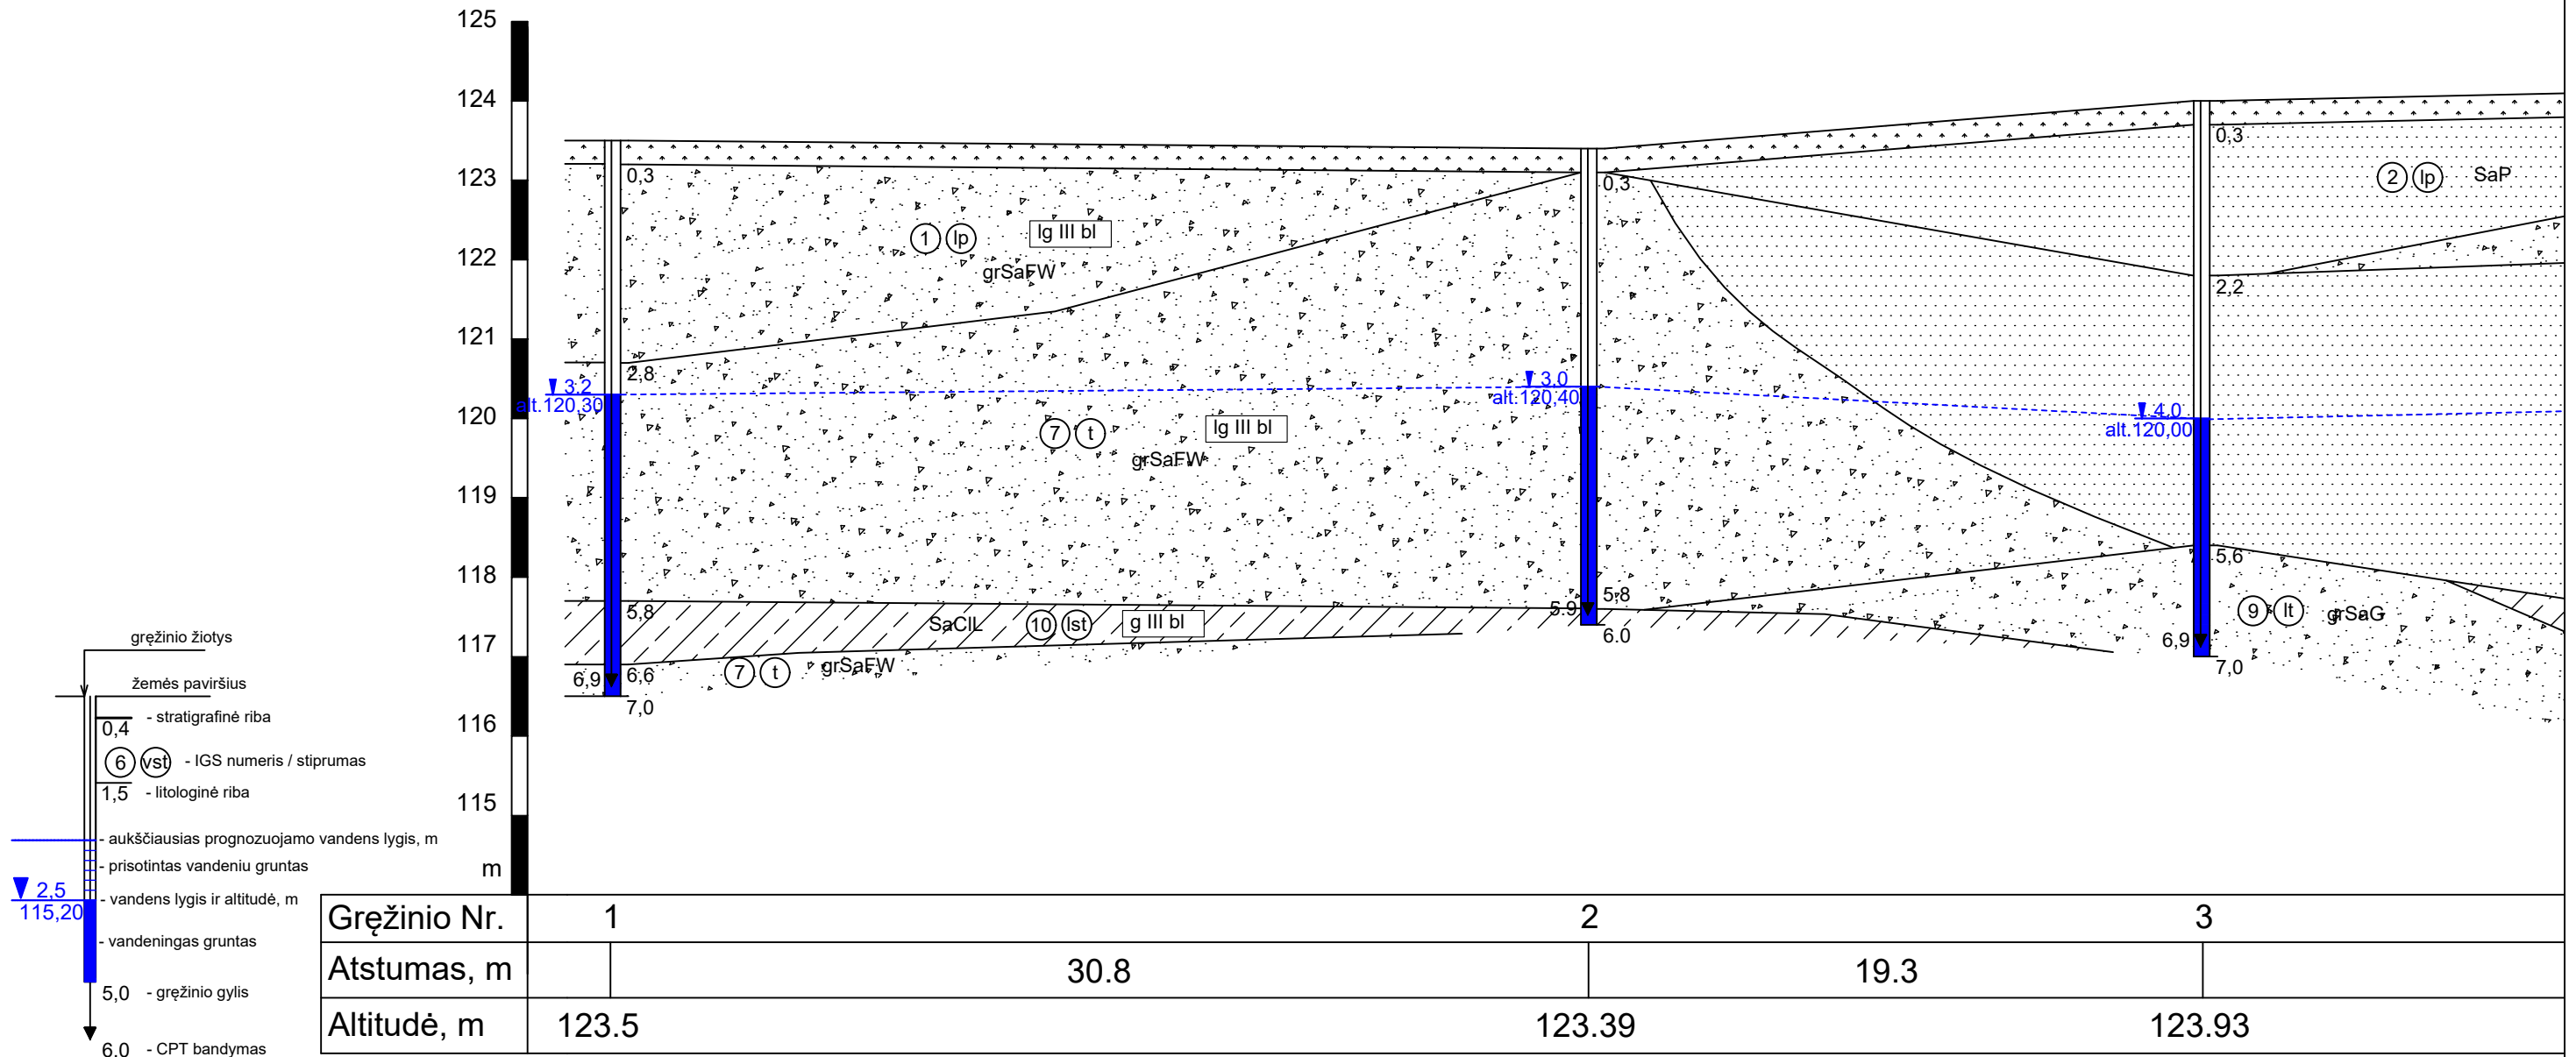 125
124
123
122
121
120
119
118
117
116
115
m
0,3
1 lp lg III bl
grSaFW
2,8
3,2
alt.120,30
7 t lg III bl
grSaFW
5,8
SaClL 10 lst g III bl
7 t grSaFW
6,9 6,6
7,0
0,3
3,0
alt.120,40
5,8
5.9
6.0
0,3
2 lp SaP
2,2
4,0
alt.120,00
5,6
9 lt grSaG
6,9
7,0
gręžinio žiotys
žemės paviršius
0,4 - stratigrafinė riba
6 vst - IGS numeris / stiprumas
1,5 - litologinė riba
- aukščiausias prognozuojamo vandens lygis, m
- prisotintas vandeniu gruntas
2,5 - vandens lygis ir altitudė, m
115,20
- vandeningas gruntas
5,0 - gręžinio gylis
6,0 - CPT bandymas
Gręžinio Nr. 1 2 3
Atstumas, m 30.8 19.3
Altitudė, m 123.5 123.39 123.93